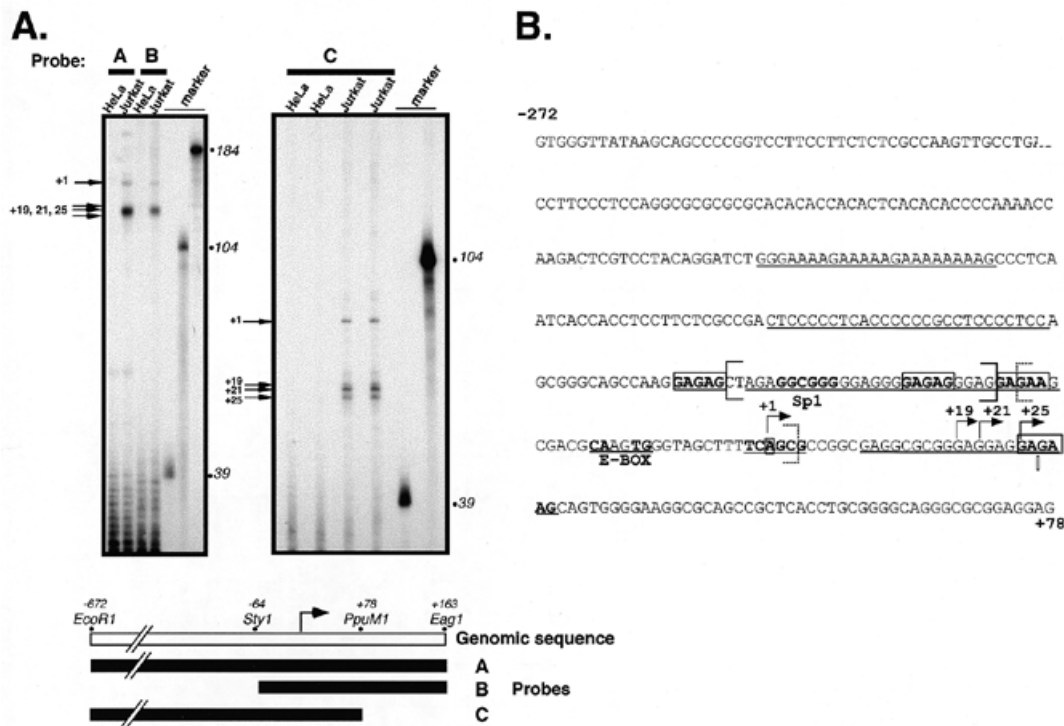 A.
Probe:
A B
HeLa Jurkat HeLa Jurkat marker
C
HeLa HeLa Jurkat Jurkat marker
+1
+19, 21, 25
•184
•104
•39
+1
+19
+21
+25
•104
•39
-672 -64 +78 +163
EcoR1 Sty1 PpuM1 Eag1
Genomic sequence
A
B Probes
C
B.
-272
GTGGGTTATAAGCAGCCCCGGTCCTTCCTTCTCTCGCCAAGTTGCCTG
CCTTCCCTCCAGGCGCGCGCGCACACACCACACTCACACACCCCAAAACC
AAGACTCGTCCTACAGGATCTGGGAAAAGAAAAAGAAAAAAAAGCCCTCA
ATCACCACCTCCTTCTCGCCGACTCCCCCTCACCCCCCGCCTCCCCTCCA
GCGGGCAGCCAAGGAGAGCTAGAGGCGGGGGAGGGGAGAGGGAGGAGAAG
Sp1
+1 +19 +21 +25
CGACGCCAAGTGGGTAGCTTTTCAGCGCCGGCGAGGCGCGGGAGGAGGAGA
E-BOX
AGCAGTGGGGAAGGCGCAGCCGCTCACCTGCGGGGCAGGGCGCGGAGGAG
+78